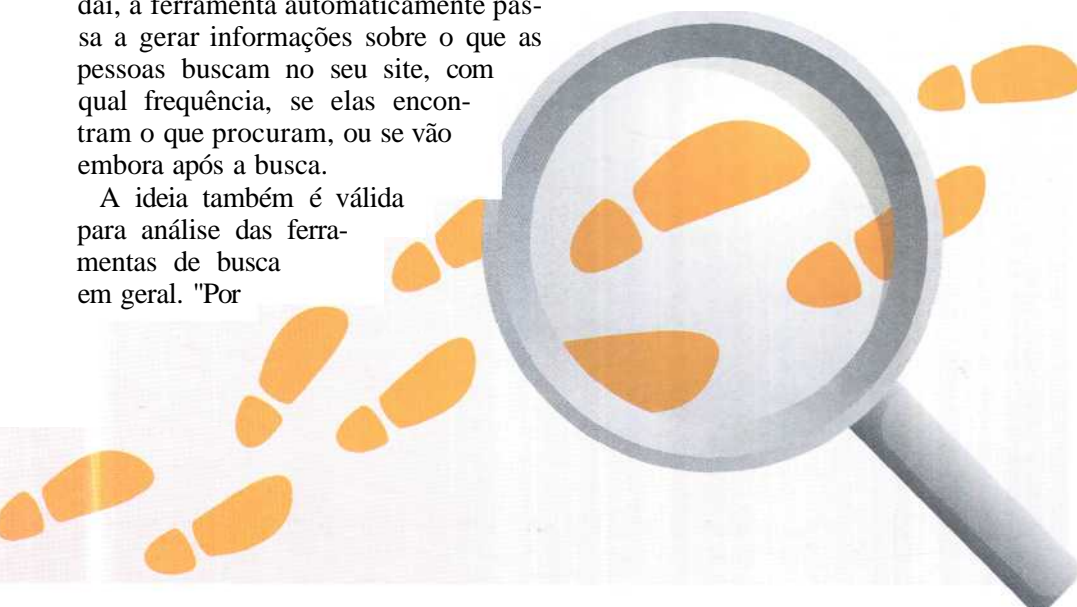 daí, a ferramenta automaticamente pas-
sa a gerar informações sobre o que as
pessoas buscam no seu site, com
qual frequência, se elas encon-
tram o que procuram, ou se vão
embora após a busca.
A ideia também é válida
para análise das ferra-
mentas de busca
em geral. "Por